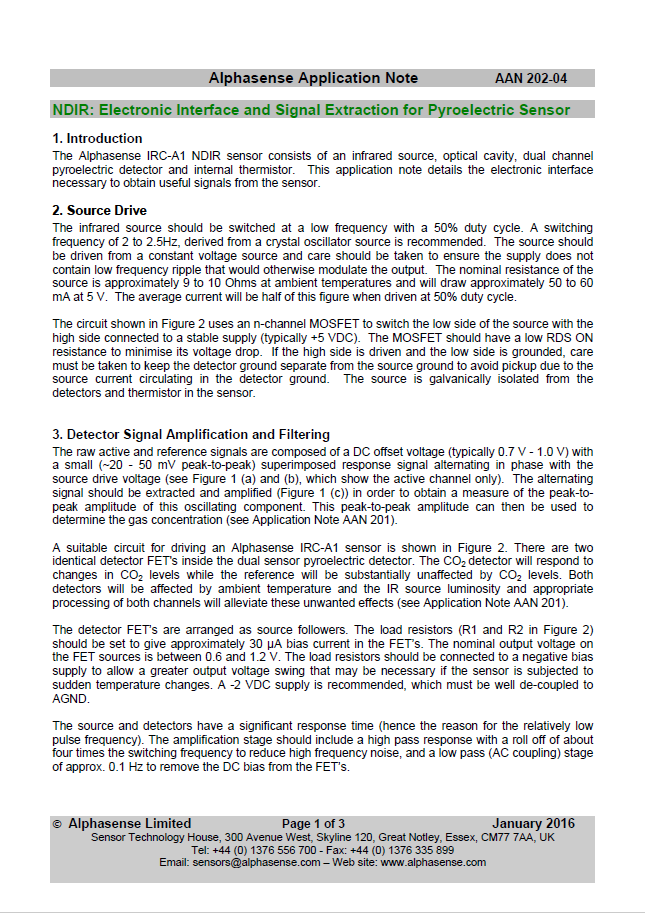 Alphasense Application Note AAN 202-04
NDIR: Electronic Interface and Signal Extraction for Pyroelectric Sensor
1. Introduction
The Alphasense IRC-A1 NDIR sensor consists of an infrared source, optical cavity, dual channel
pyroelectric detector and internal thermistor. This application note details the electronic interface
necessary to obtain useful signals from the sensor.
2. Source Drive
The infrared source should be switched at a low frequency with a 50% duty cycle. A switching
frequency of 2 to 2.5Hz, derived from a crystal oscillator source is recommended. The source should
be driven from a constant voltage source and care should be taken to ensure the supply does not
contain low frequency ripple that would otherwise modulate the output. The nominal resistance of the
source is approximately 9 to 10 Ohms at ambient temperatures and will draw approximately 50 to 60
mA at 5 V. The average current will be half of this figure when driven at 50% duty cycle.
The circuit shown in Figure 2 uses an n-channel MOSFET to switch the low side of the source with the
high side connected to a stable supply (typically +5 VDC). The MOSFET should have a low RDS ON
resistance to minimise its voltage drop. If the high side is driven and the low side is grounded, care
must be taken to keep the detector ground separate from the source ground to avoid pickup due to the
source current circulating in the detector ground. The source is galvanically isolated from the
detectors and thermistor in the sensor.
3. Detector Signal Amplification and Filtering
The raw active and reference signals are composed of a DC offset voltage (typically 0.7 V - 1.0 V) with
a small (~20 - 50 mV peak-to-peak) superimposed response signal alternating in phase with the
source drive voltage (see Figure 1 (a) and (b), which show the active channel only). The alternating
signal should be extracted and amplified (Figure 1 (c)) in order to obtain a measure of the peak-to-
peak amplitude of this oscillating component. This peak-to-peak amplitude can then be used to
determine the gas concentration (see Application Note AAN 201).
A suitable circuit for driving an Alphasense IRC-A1 sensor is shown in Figure 2. There are two
identical detector FET's inside the dual sensor pyroelectric detector. The CO₂ detector will respond to
changes in CO₂ levels while the reference will be substantially unaffected by CO₂ levels. Both
detectors will be affected by ambient temperature and the IR source luminosity and appropriate
processing of both channels will alleviate these unwanted effects (see Application Note AAN 201).
The detector FET's are arranged as source followers. The load resistors (R1 and R2 in Figure 2)
should be set to give approximately 30 µA bias current in the FET's. The nominal output voltage on
the FET sources is between 0.6 and 1.2 V. The load resistors should be connected to a negative bias
supply to allow a greater output voltage swing that may be necessary if the sensor is subjected to
sudden temperature changes. A -2 VDC supply is recommended, which must be well de-coupled to
AGND.
The source and detectors have a significant response time (hence the reason for the relatively low
pulse frequency). The amplification stage should include a high pass response with a roll off of about
four times the switching frequency to reduce high frequency noise, and a low pass (AC coupling) stage
of approx. 0.1 Hz to remove the DC bias from the FET's.
© Alphasense Limited Page 1 of 3 January 2016
Sensor Technology House, 300 Avenue West, Skyline 120, Great Notley, Essex, CM77 7AA, UK
Tel: +44 (0) 1376 556 700 - Fax: +44 (0) 1376 335 899
Email: sensors@alphasense.com – Web site: www.alphasense.com